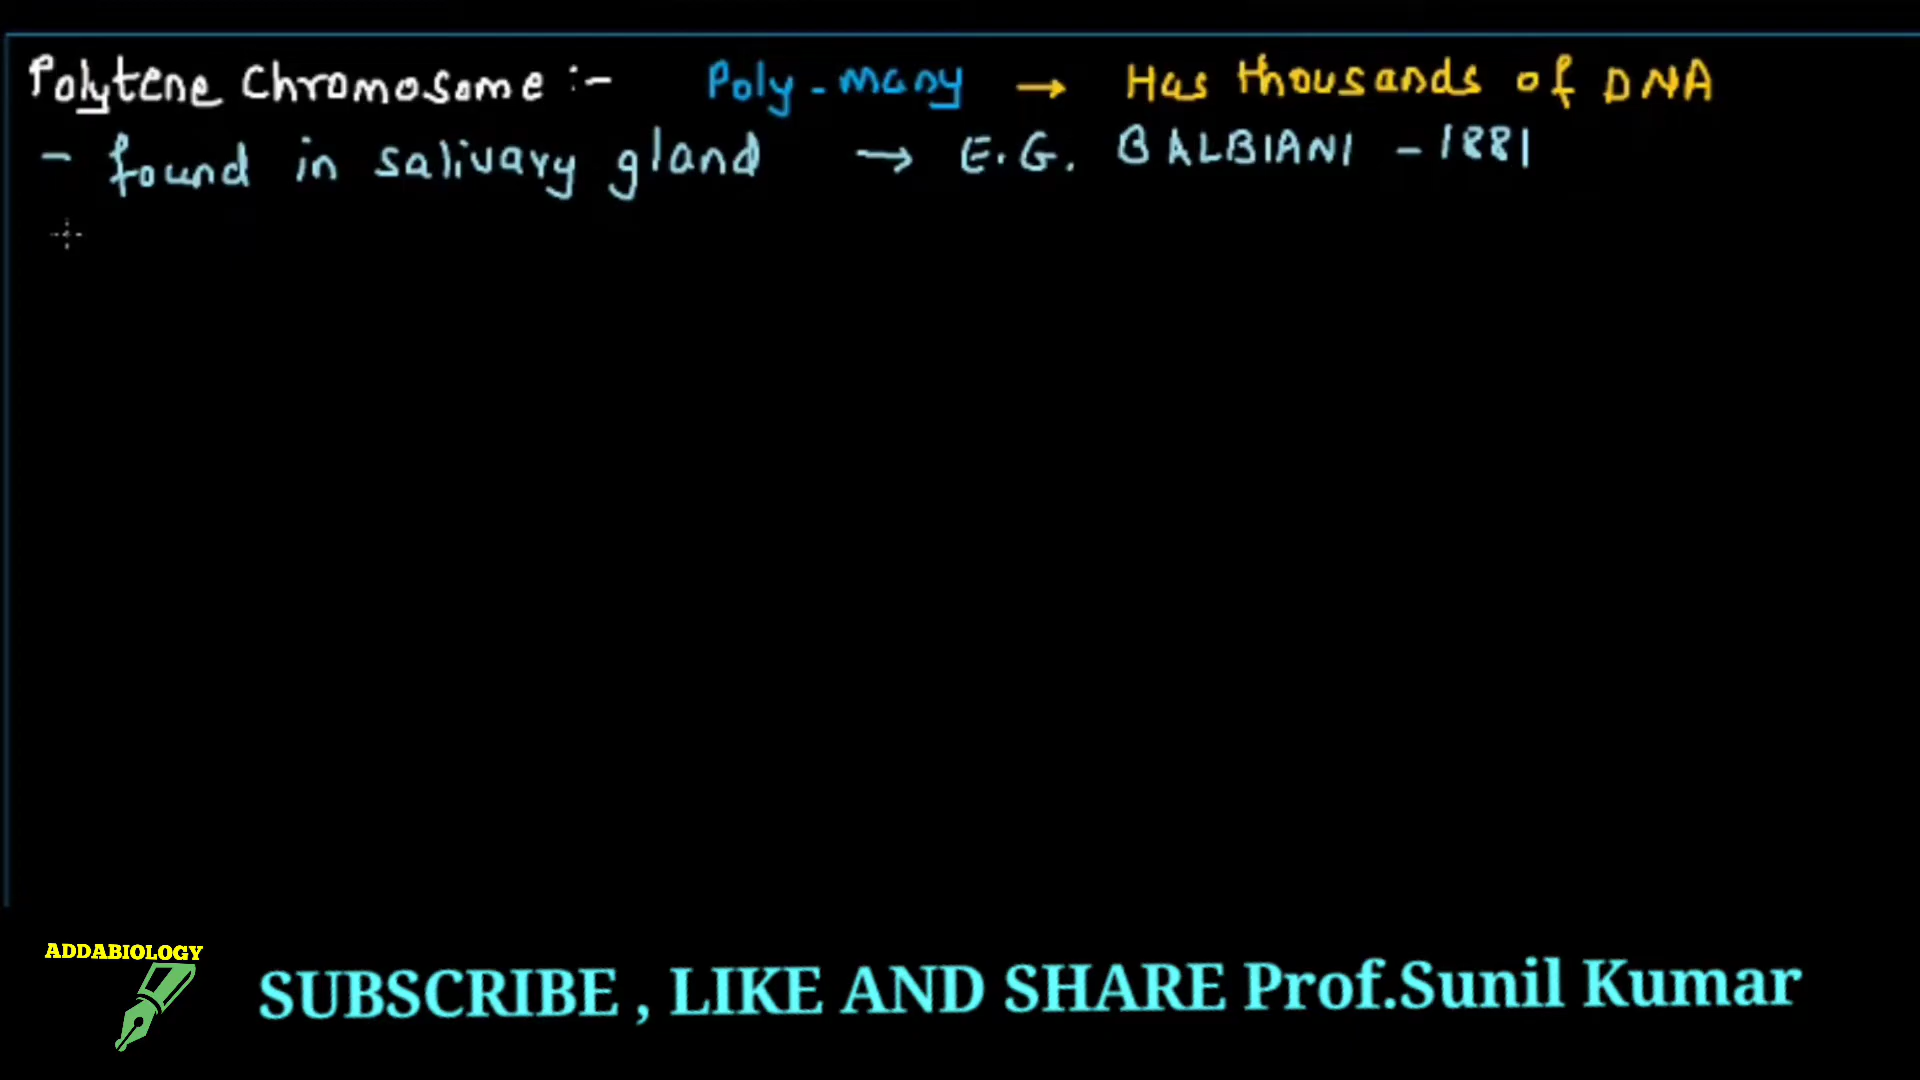 Polytene Chromosome :- Poly - many → Has thousands of DNA
- found in salivary gland → E.G. BALBIANI - 1881
ADDABIOLOGY
SUBSCRIBE , LIKE AND SHARE Prof.Sunil Kumar